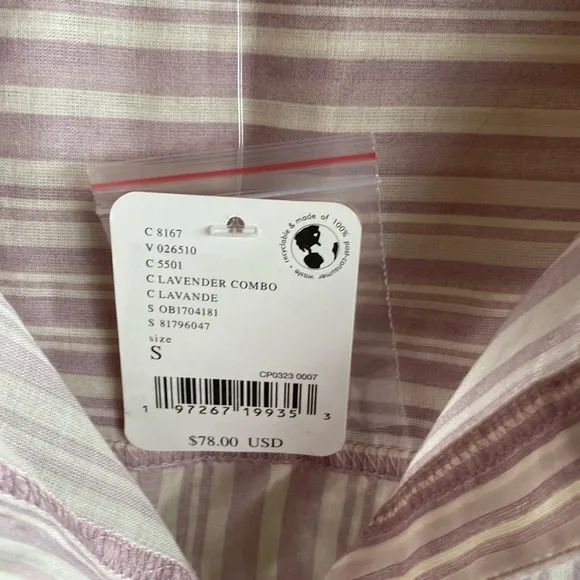 C 8167
V 026510
C 5501
C LAVENDER COMBO
C LAVANDE
S OB1704181
S 81796047
size
S
• recyclable & made of 100% post-consumer waste
CP0323 0007
1 97267 19935 3
$78.00 USD